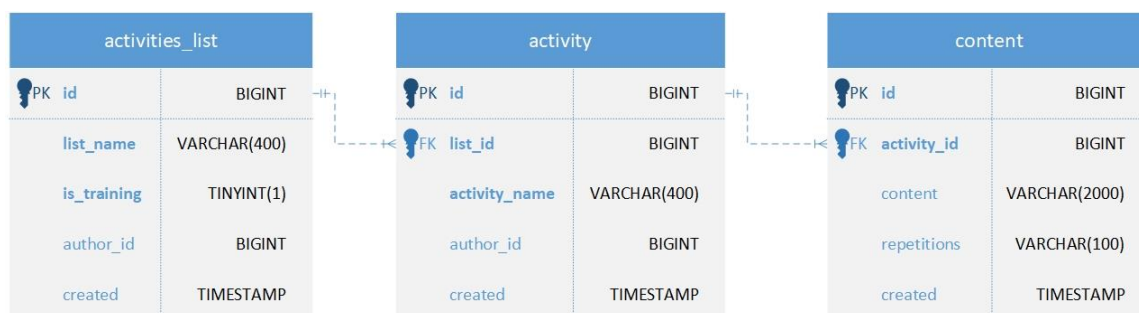 activities_list
PK id BIGINT
list_name VARCHAR(400)
is_training TINYINT(1)
author_id BIGINT
created TIMESTAMP
activity
PK id BIGINT
FK list_id BIGINT
activity_name VARCHAR(400)
author_id BIGINT
created TIMESTAMP
content
PK id BIGINT
FK activity_id BIGINT
content VARCHAR(2000)
repetitions VARCHAR(100)
created TIMESTAMP